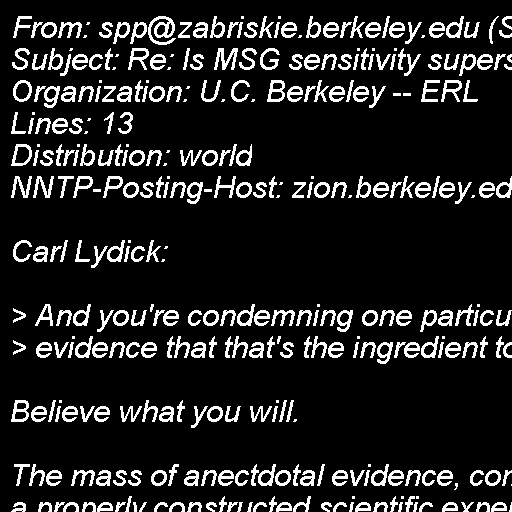 From: spp@zabriskie.berkeley.edu (S
Subject: Re: Is MSG sensitivity supers
Organization: U.C. Berkeley -- ERL
Lines: 13
Distribution: world
NNTP-Posting-Host: zion.berkeley.ed
Carl Lydick:
> And you're condemning one particu
> evidence that that's the ingredient to
Believe what you will.
The mass of anectdotal evidence, con
a properly constructed scientific exper